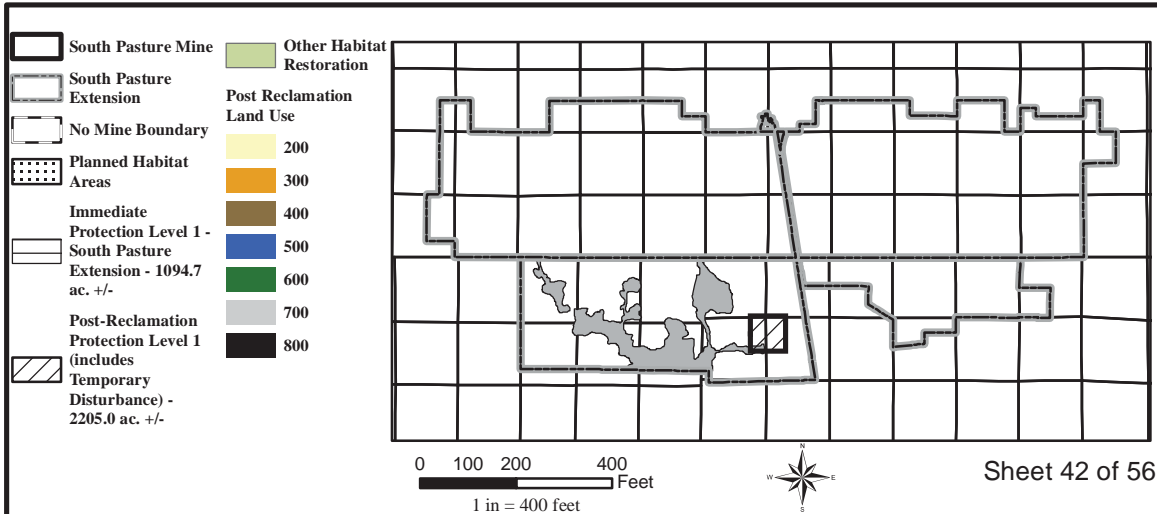 South Pasture Mine
South Pasture
Extension
No Mine Boundary
Planned Habitat
Areas
Immediate
Protection Level 1 -
South Pasture
Extension - 1094.7
ac. +/-
Post-Reclamation
Protection Level 1
(includes
Temporary
Disturbance) -
2205.0 ac. +/-
Other Habitat
Restoration
Post Reclamation
Land Use
200
300
400
500
600
700
800
0 100 200 400
Feet
1 in = 400 feet
N
W E
S
Sheet 42 of 56